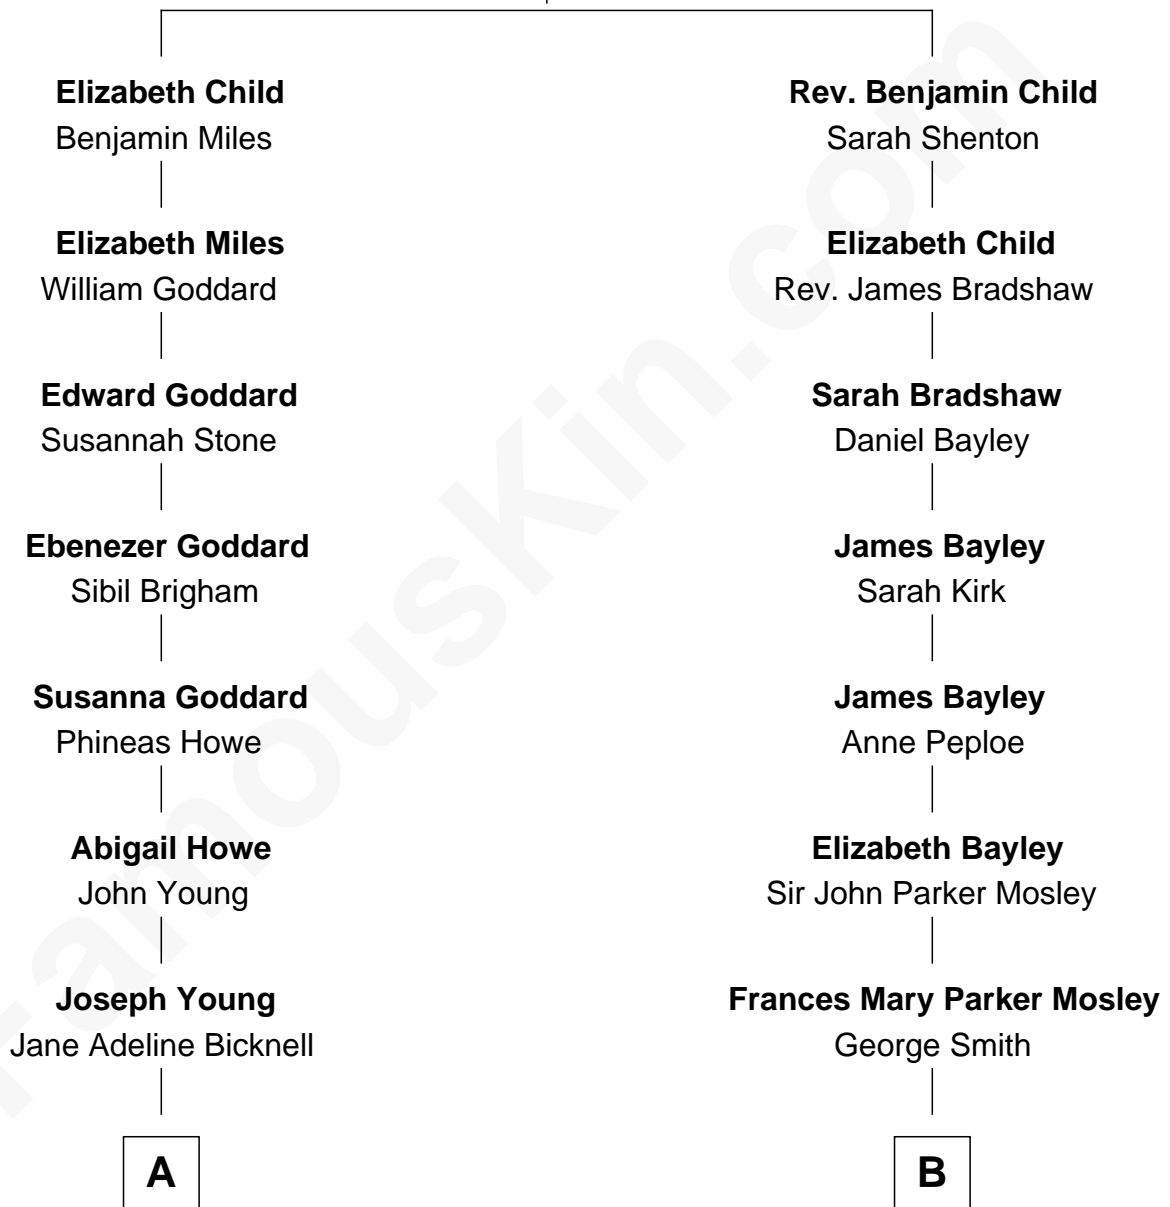 Elizabeth Child
Benjamin Miles
Rev. Benjamin Child
Sarah Shenton
Elizabeth Miles
William Goddard
Elizabeth Child
Rev. James Bradshaw
Edward Goddard
Susannah Stone
Sarah Bradshaw
Daniel Bayley
Ebenezer Goddard
Sibil Brigham
James Bayley
Sarah Kirk
Susanna Goddard
Phineas Howe
James Bayley
Anne Peploe
Abigail Howe
John Young
Elizabeth Bayley
Sir John Parker Mosley
Joseph Young
Jane Adeline Bicknell
Frances Mary Parker Mosley
George Smith
A
B
FamousKin.com